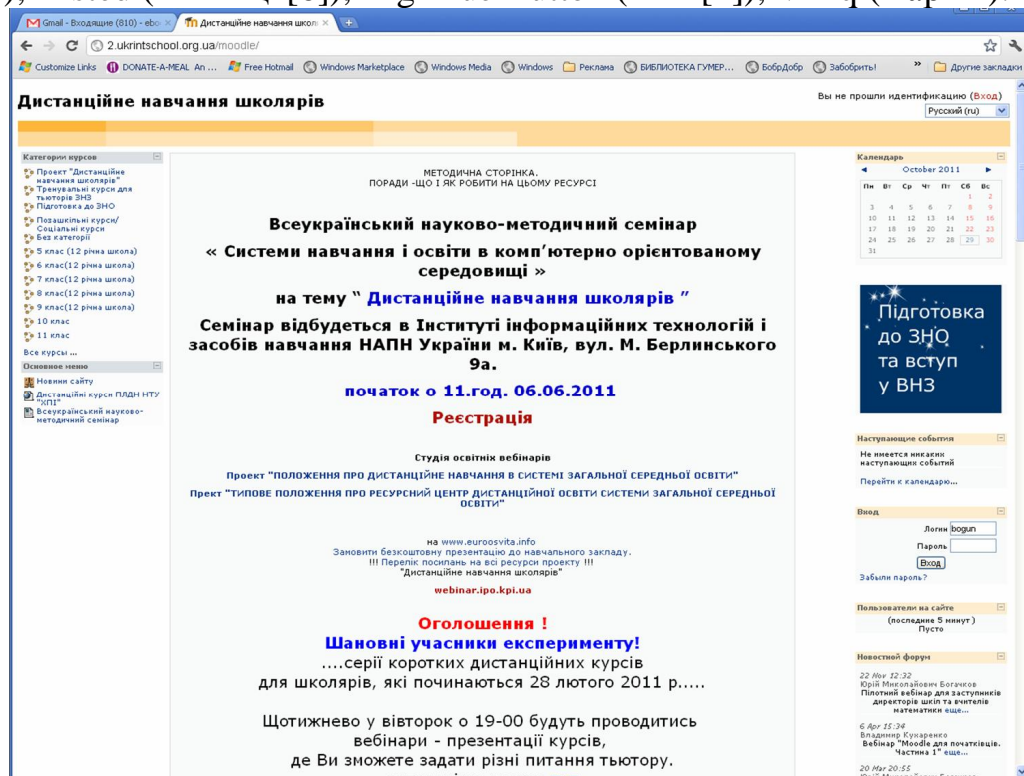 Gmail - Входящие (810) - eboι
Дистанційне навчання школ
2.ukrintschool.org.ua/moodle/
Customize Links DONATE-A-MEAL An ... Free Hotmail Windows Marketplace Windows Media Windows Реклама БИБЛИОТЕКА ГУМЕР... БобрДобр Забобрить! » Другие закладки
Дистанційне навчання школярів
Вы не прошли идентификацию (Вход)
Русский (ru)
Категории курсов
Проект "Дистанційне
навчання школярів"
Тренувальні курси для
тьюторів ЗНЗ
Підготовка до ЗНО
Позашкільні курси/
Соціальні курси
Без категорії
5 клас (12 річна школа)
6 клас(12 річна школа)
7 клас(12 річна школа)
8 клас(12 річна школа)
9 клас(12 річна школа)
10 клас
11 клас
Все курсы ...
Основное меню
Новини сайту
Дистанційні курси ПЛДН НТУ
"ХПІ"
Всеукраїнський науково-
методичний семінар
МЕТОДИЧНА СТОРІНКА.
ПОРАДИ -ЩО І ЯК РОБИТИ НА ЦЬОМУ РЕСУРСІ
Всеукраїнський науково-методичний семінар
« Системи навчання і освіти в комп’ютерно орієнтованому
середовищі »
на тему “ Дистанційне навчання школярів ”
Семінар відбудеться в Інституті інформаційних технологій і
засобів навчання НАПН України м. Київ, вул. М. Берлинського
9а.
початок о 11.год. 06.06.2011
Реєстрація
Студія освітніх вебінарів
Проект "ПОЛОЖЕННЯ ПРО ДИСТАНЦІЙНЕ НАВЧАННЯ В СИСТЕМІ ЗАГАЛЬНОЇ СЕРЕДНЬОЇ ОСВІТИ"
Прект "ТИПОВЕ ПОЛОЖЕННЯ ПРО РЕСУРСНИЙ ЦЕНТР ДИСТАНЦІЙНОЇ ОСВІТИ СИСТЕМИ ЗАГАЛЬНОЇ СЕРЕДНЬОЇ
ОСВІТИ"
на www.euroosvita.info
Замовити безкоштовну презентацію до навчального закладу.
!!! Перелік посилань на всі ресурси проекту !!!
"Дистанційне навчання школярів"
webinar.ipo.kpi.ua
Оголошення !
Шановні учасники експерименту!
....серії коротких дистанційних курсів
для школярів, які починаються 28 лютого 2011 р.....
Щотижнево у вівторок о 19-00 будуть проводитись
вебінари - презентації курсів,
де Ви зможете задати різні питання тьютору.
Календарь
◄ October 2011 ►
Пн Вт Ср Чт Пт Сб Вс
1 2
3 4 5 6 7 8 9
10 11 12 13 14 15 16
17 18 19 20 21 22 23
24 25 26 27 28 29 30
31
Підготовка
до ЗНО
та вступ
у ВНЗ
Наступающие события
Не имеется никаких
наступающих событий
Перейти к календарю...
Вход
Логин bogun
Пароль
Вход
Забыли пароль?
Пользователи на сайте
(последние 5 минут )
Пусто
Новостной форум
22 Nov 12:32
Юрій Миколайович Богачков
Пілотний вебінар для заступників
директорів шкіл та вчителів
математики еще...
6 Apr 15:34
Владимир Кухаренко
Вебінар "Moodle для початківців.
Частина 1" еще...
20 Mar 20:55